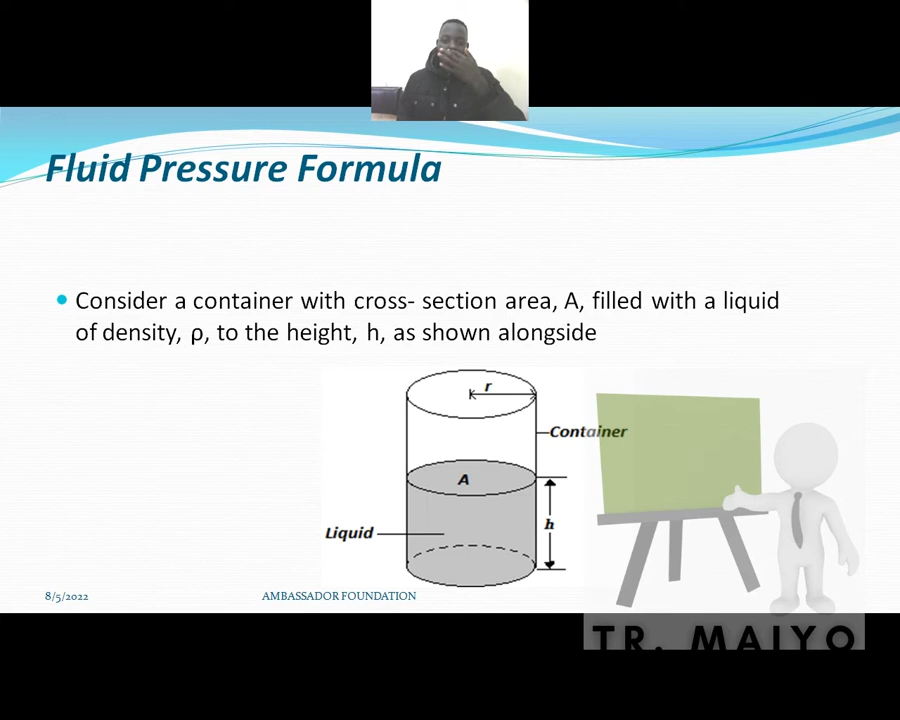 Fluid Pressure Formula
Consider a container with cross- section area, A, filled with a liquid
of density, ρ, to the height, h, as shown alongside
r
Container
A
h
Liquid
8/5/2022
AMBASSADOR FOUNDATION
TR. MAIYO